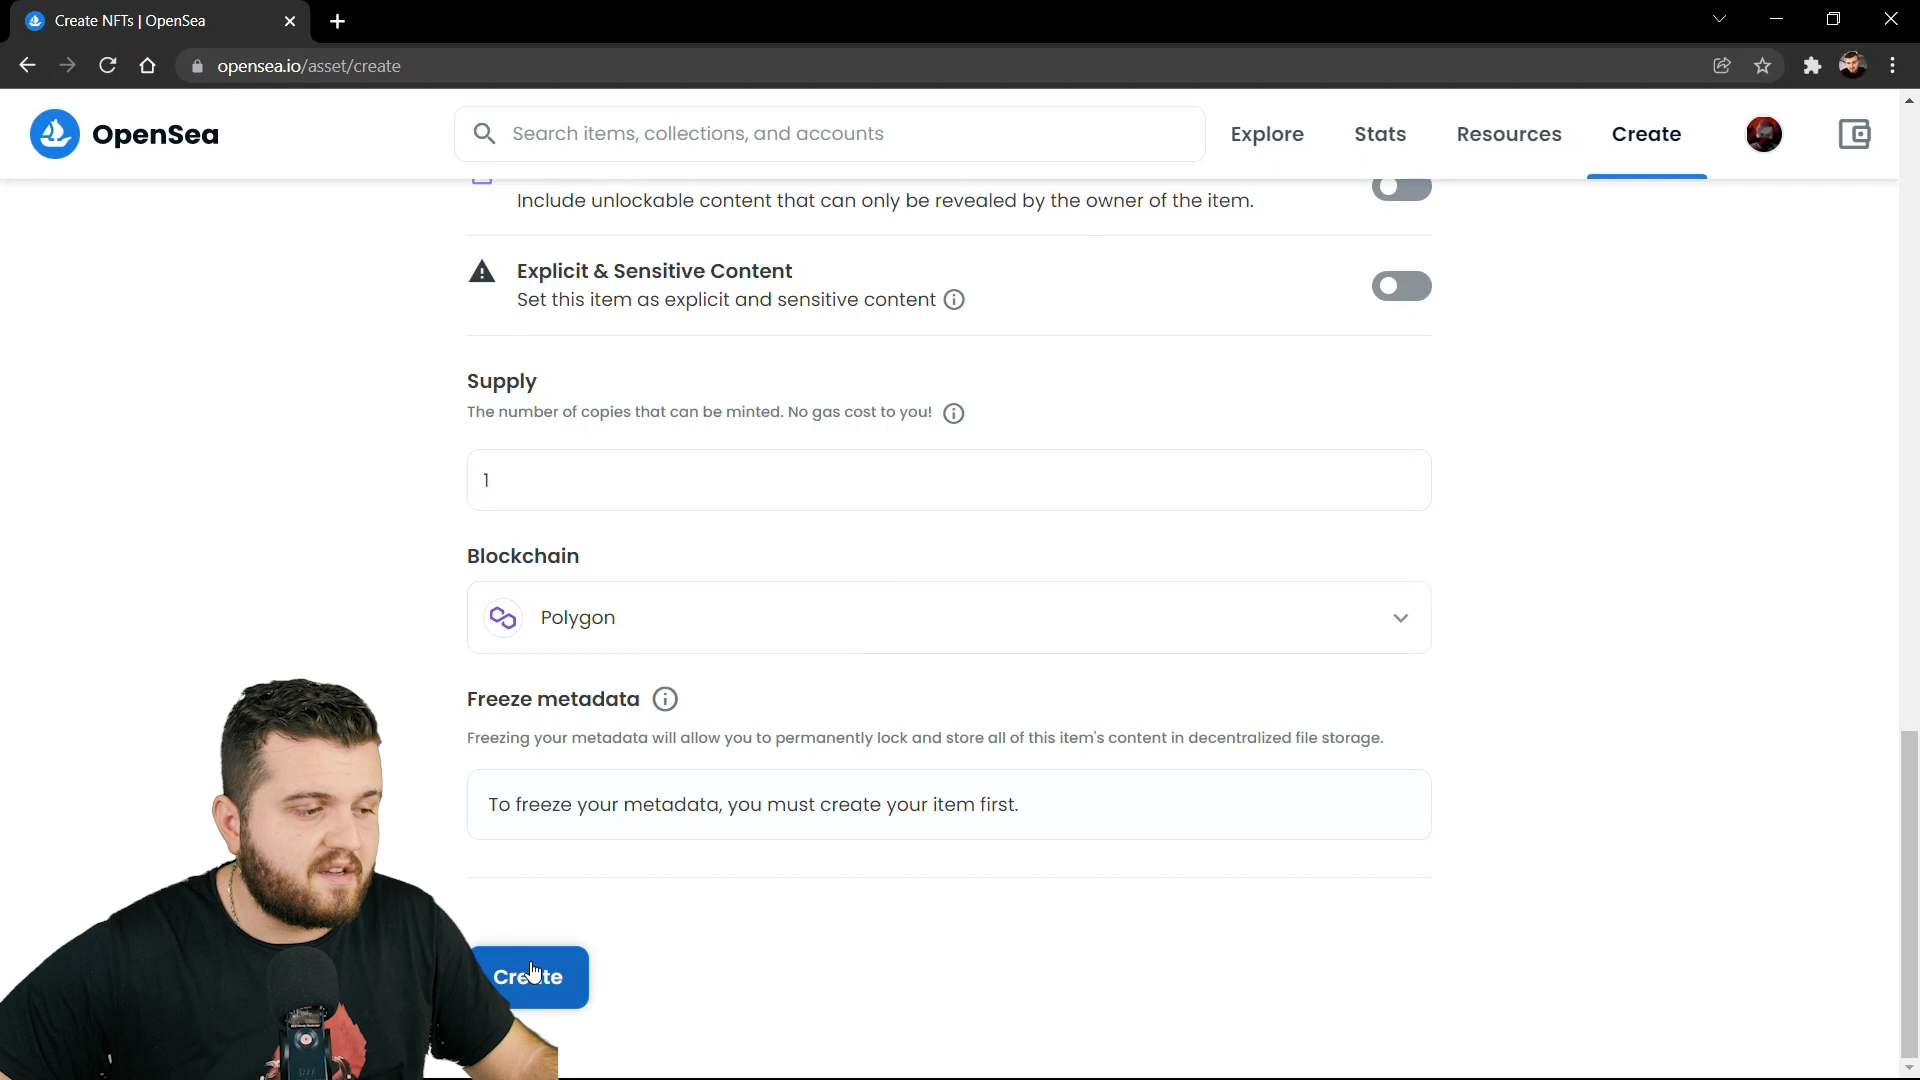 Create NFTs | OpenSea
opensea.io/asset/create
OpenSea
Search items, collections, and accounts
Explore
Stats
Resources
Create
Include unlockable content that can only be revealed by the owner of the item.
Explicit & Sensitive Content
Set this item as explicit and sensitive content
Supply
The number of copies that can be minted. No gas cost to you!
1
Blockchain
Polygon
Freeze metadata
Freezing your metadata will allow you to permanently lock and store all of this item's content in decentralized file storage.
To freeze your metadata, you must create your item first.
Create